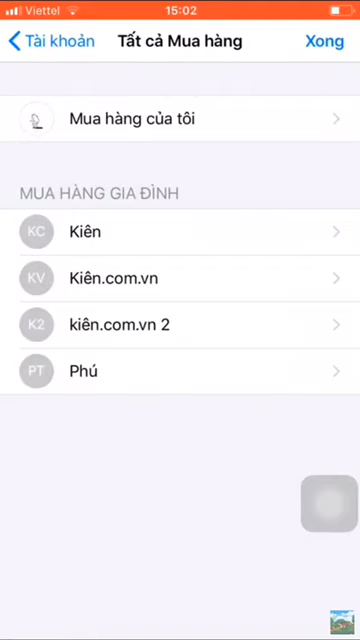 Viettel 15:02
Tài khoản Tất cả Mua hàng Xong
Mua hàng của tôi
MUA HÀNG GIA ĐÌNH
KC Kiên
KV Kiên.com.vn
K2 kiên.com.vn 2
PT Phú